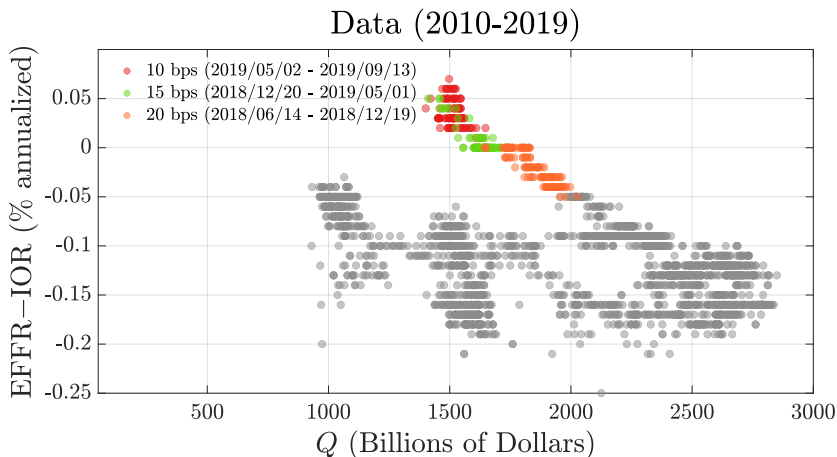 Data (2010-2019)
10 bps (2019/05/02 - 2019/09/13)
15 bps (2018/12/20 - 2019/05/01)
20 bps (2018/06/14 - 2018/12/19)
EFFR−IOR (% annualized)
0.05
0
-0.05
-0.1
-0.15
-0.2
-0.25
500
1000
1500
2000
2500
3000
Q (Billions of Dollars)